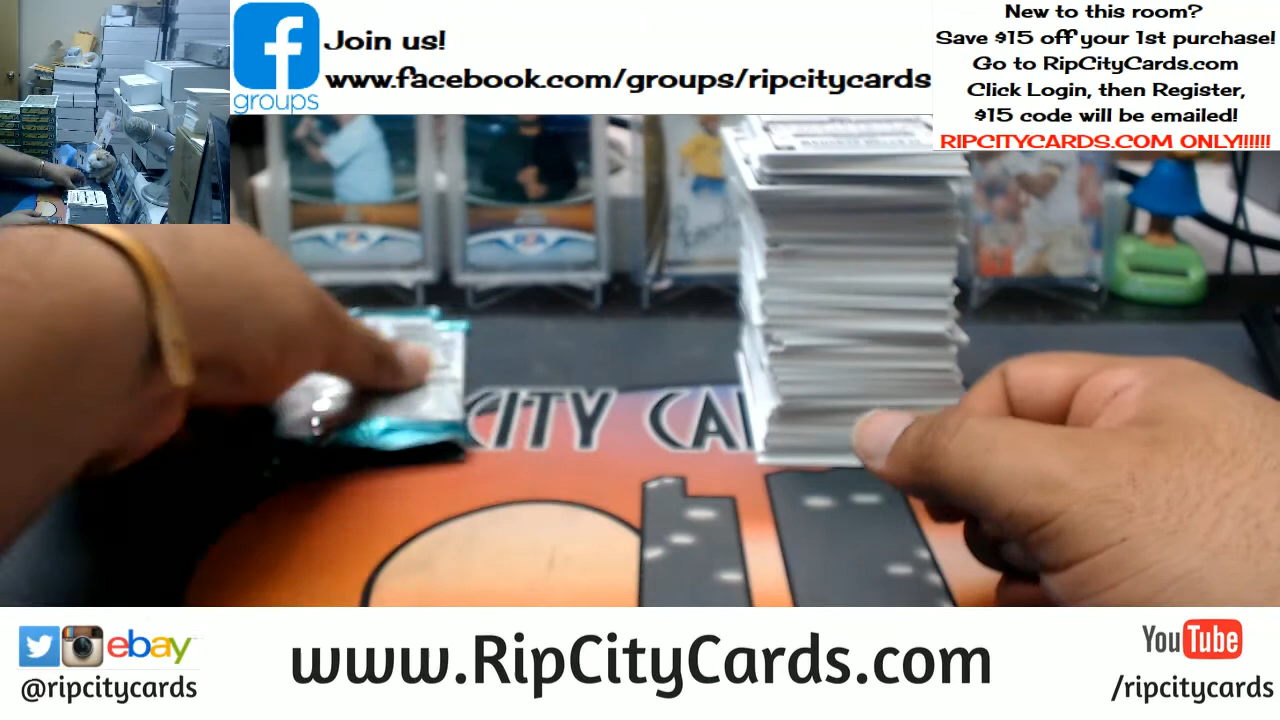 Join us!
www.facebook.com/groups/ripcitycards
groups
New to this room?
Save $15 off your 1st purchase!
Go to RipCityCards.com
Click Login, then Register,
$15 code will be emailed!
RIPCITYCARDS.COM ONLY!!!!!!
CITY CA
ebay
@ripcitycards
www.RipCityCards.com
YouTube
/ripcitycards